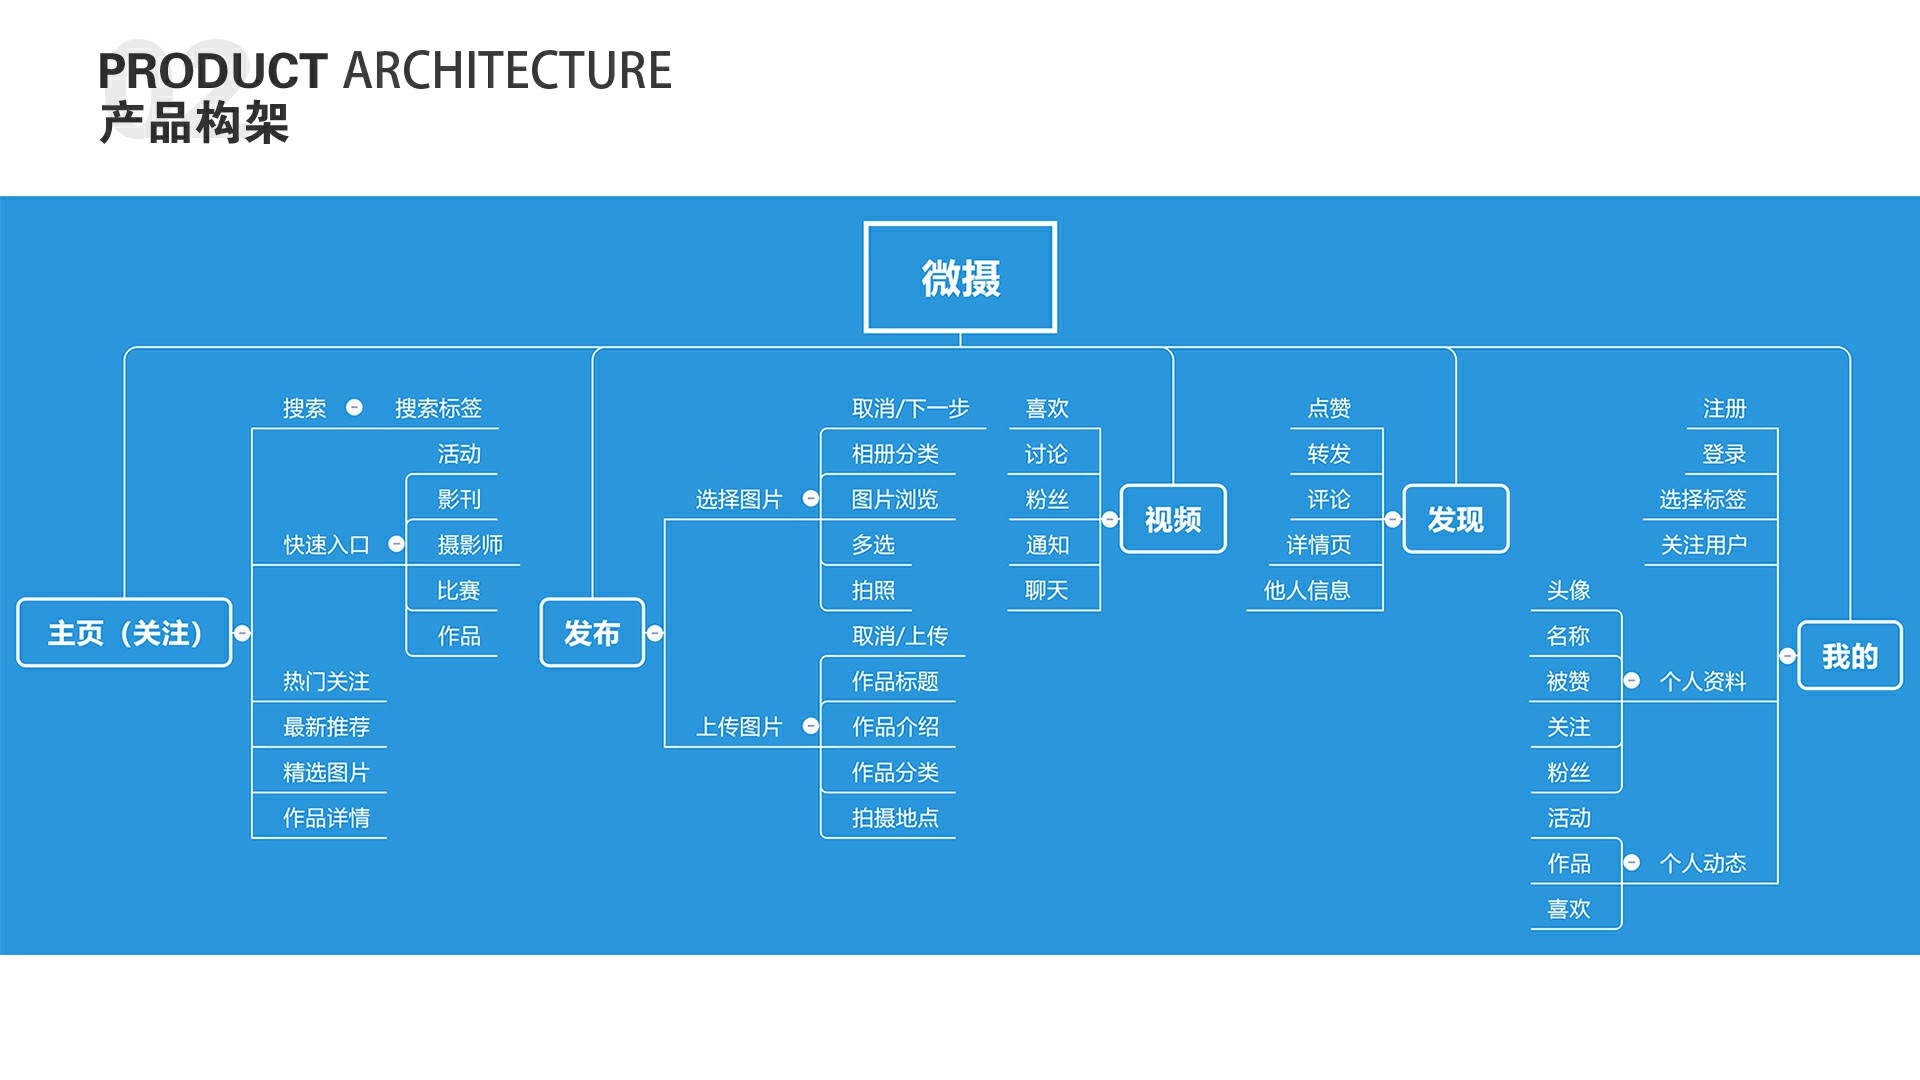 02
PRODUCT ARCHITECTURE
产品构架
微摄
主页（关注）
搜索
搜索标签
快速入口
活动
影刊
摄影师
比赛
作品
热门关注
最新推荐
精选图片
作品详情
发布
选择图片
取消/下一步
相册分类
图片浏览
多选
拍照
上传图片
取消/上传
作品标题
作品介绍
作品分类
拍摄地点
视频
喜欢
讨论
粉丝
通知
聊天
发现
点赞
转发
评论
详情页
他人信息
我的
注册
登录
选择标签
关注用户
个人资料
头像
名称
被赞
关注
粉丝
个人动态
活动
作品
喜欢